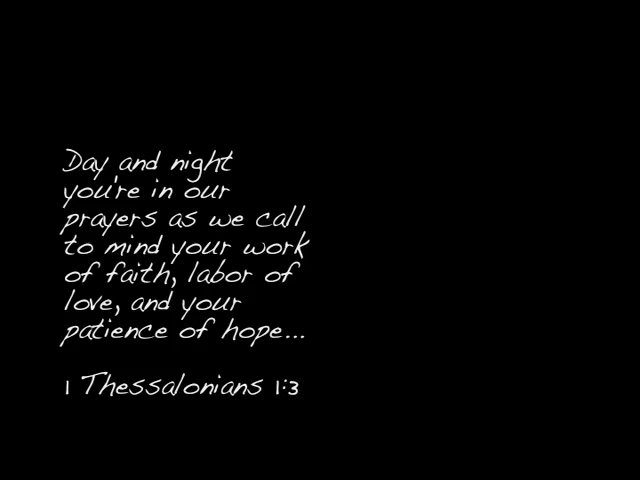 Day and night
you're in our
prayers as we call
to mind your work
of faith, labor of
love, and your
patience of hope...
1 Thessalonians 1:3